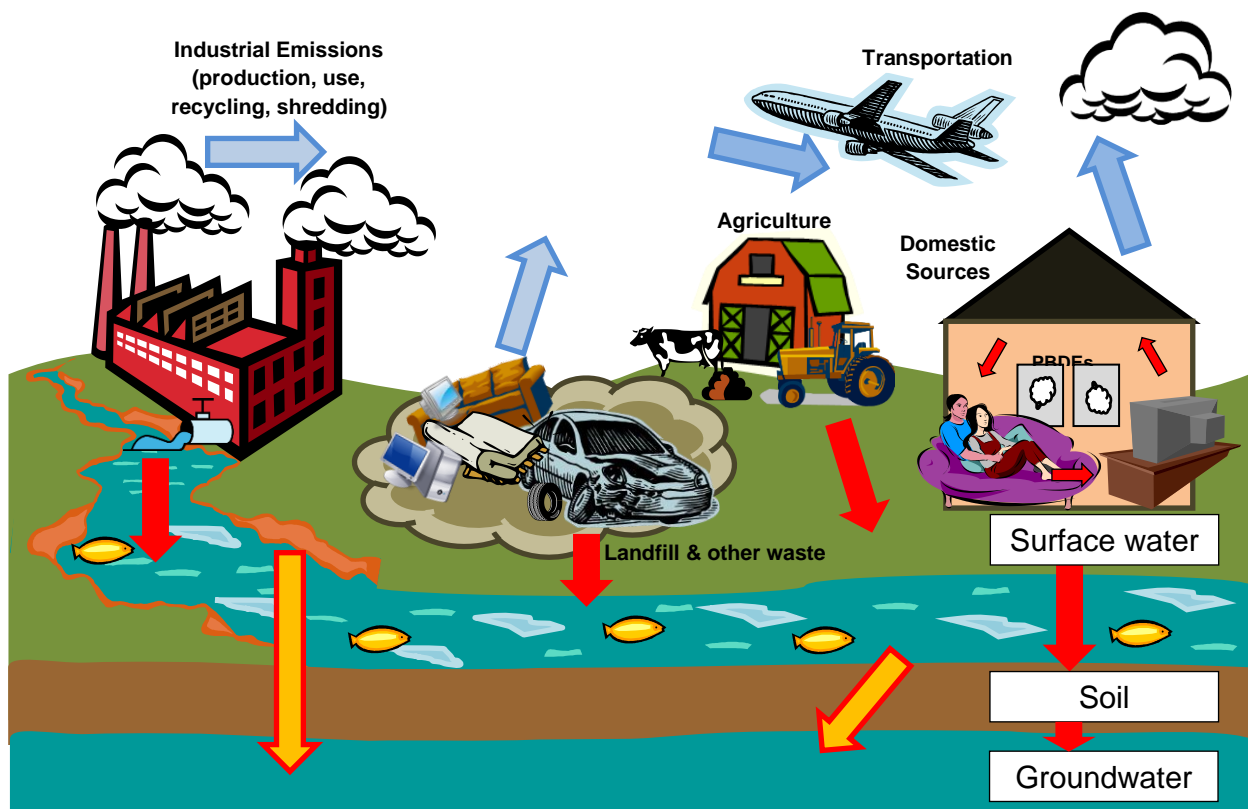 Industrial Emissions
(production, use,
recycling, shredding)
Transportation
Agriculture
Domestic
Sources
PBDEs
Landfill & other waste
Surface water
Soil
Groundwater